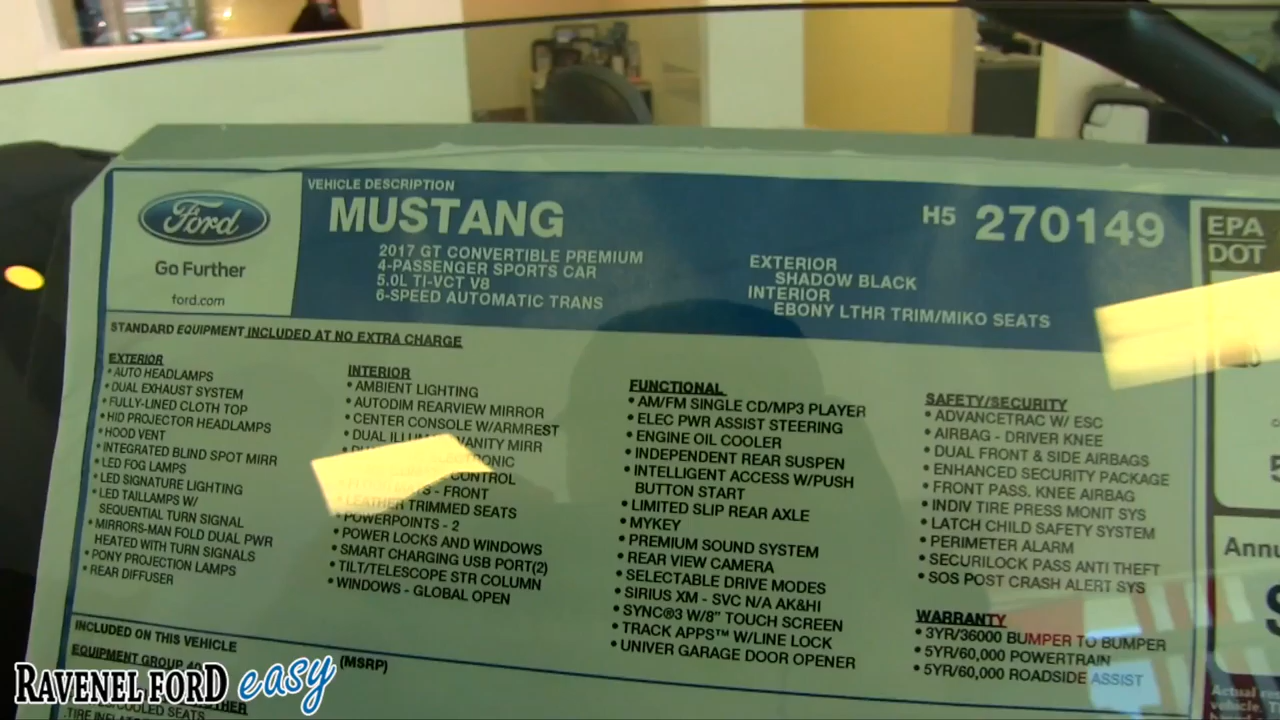 Ford
Go Further
ford.com
VEHICLE DESCRIPTION
MUSTANG
2017 GT CONVERTIBLE PREMIUM
4-PASSENGER SPORTS CAR
5.0L TI-VCT V8
6-SPEED AUTOMATIC TRANS
EXTERIOR
SHADOW BLACK
INTERIOR
EBONY LTHR TRIM/MIKO SEATS
H5 270149
EPA
DOT
STANDARD EQUIPMENT INCLUDED AT NO EXTRA CHARGE
EXTERIOR
• AUTO HEADLAMPS
• DUAL EXHAUST SYSTEM
• FULLY-LINED CLOTH TOP
• HID PROJECTOR HEADLAMPS
• HOOD VENT
• INTEGRATED BLIND SPOT MIRR
• LED FOG LAMPS
• LED SIGNATURE LIGHTING
• LED TAILLAMPS W/
SEQUENTIAL TURN SIGNAL
• MIRRORS-MAN FOLD DUAL PWR
HEATED WITH TURN SIGNALS
• PONY PROJECTION LAMPS
• REAR DIFFUSER
INTERIOR
• AMBIENT LIGHTING
• AUTODIM REARVIEW MIRROR
• CENTER CONSOLE W/ARMREST
• DUAL VANITY MIRR
CONTROL
- FRONT
• LEATHER TRIMMED SEATS
• POWERPOINTS - 2
• POWER LOCKS AND WINDOWS
• SMART CHARGING USB PORT(2)
• TILT/TELESCOPE STR COLUMN
• WINDOWS - GLOBAL OPEN
FUNCTIONAL
• AM/FM SINGLE CD/MP3 PLAYER
• ELEC PWR ASSIST STEERING
• ENGINE OIL COOLER
• INDEPENDENT REAR SUSPEN
• INTELLIGENT ACCESS W/PUSH
BUTTON START
• LIMITED SLIP REAR AXLE
• MYKEY
• PREMIUM SOUND SYSTEM
• REAR VIEW CAMERA
• SELECTABLE DRIVE MODES
• SIRIUS XM - SVC N/A AK&HI
• SYNC®3 W/8" TOUCH SCREEN
• TRACK APPS™ W/LINE LOCK
• UNIVER GARAGE DOOR OPENER
SAFETY/SECURITY
• ADVANCETRAC W/ ESC
• AIRBAG - DRIVER KNEE
• DUAL FRONT & SIDE AIRBAGS
• ENHANCED SECURITY PACKAGE
• FRONT PASS. KNEE AIRBAG
• INDIV TIRE PRESS MONIT SYS
• LATCH CHILD SAFETY SYSTEM
• PERIMETER ALARM
• SECURILOCK PASS ANTI THEFT
• SOS POST CRASH ALERT SYS
WARRANTY
• 3YR/36000 BUMPER TO BUMPER
• 5YR/60,000 POWERTRAIN
• 5YR/60,000 ROADSIDE ASSIST
INCLUDED ON THIS VEHICLE
(MSRP)
EQUIPMENT GROUP
COOLED SEATS
RAVENEL FORD easy